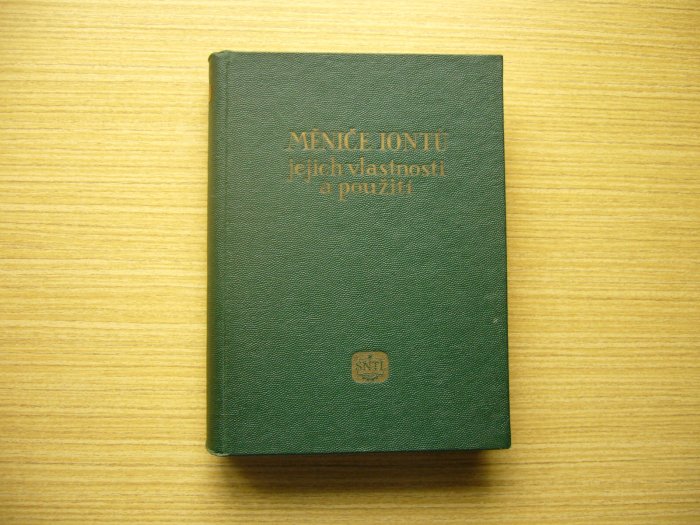 MĚNIČE IONTŮ
jejich vlastnosti
a použití
SNTL